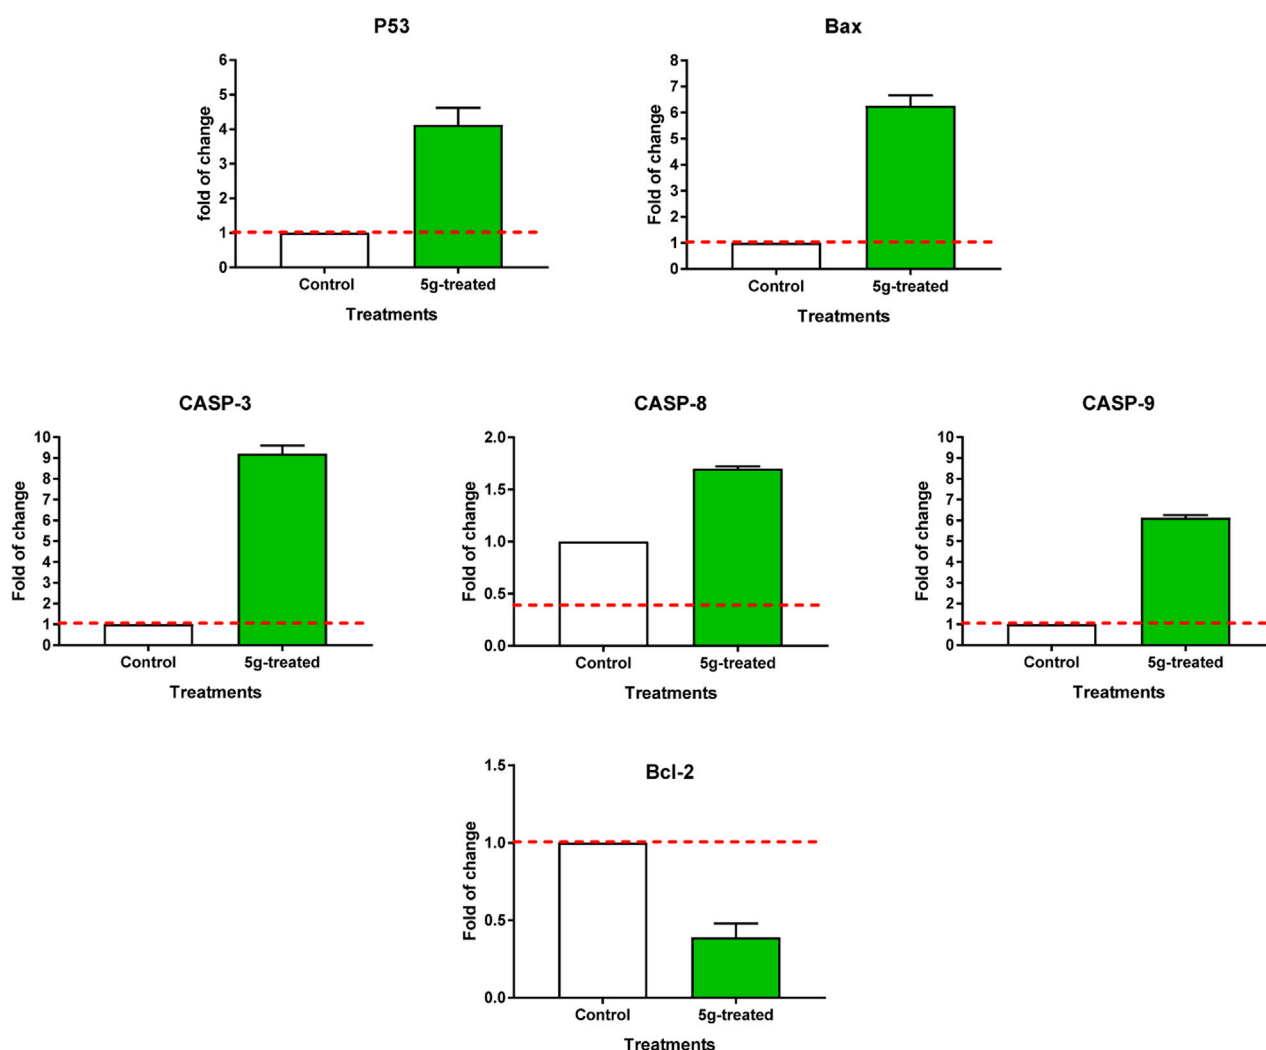 P53
6
5
4
3
2
1
0
fold of change
Control
5g-treated
Treatments
Bax
8
7
6
5
4
3
2
1
0
Fold of change
Control
5g-treated
Treatments
CASP-3
10
9
8
7
6
5
4
3
2
1
0
Fold of change
Control
5g-treated
Treatments
CASP-8
2.0
1.5
1.0
0.5
0.0
Fold of change
Control
5g-treated
Treatments
CASP-9
10
9
8
7
6
5
4
3
2
1
0
Fold of change
Control
5g-treated
Treatments
Bcl-2
1.5
1.0
0.5
0.0
Fold of change
Control
5g-treated
Treatments